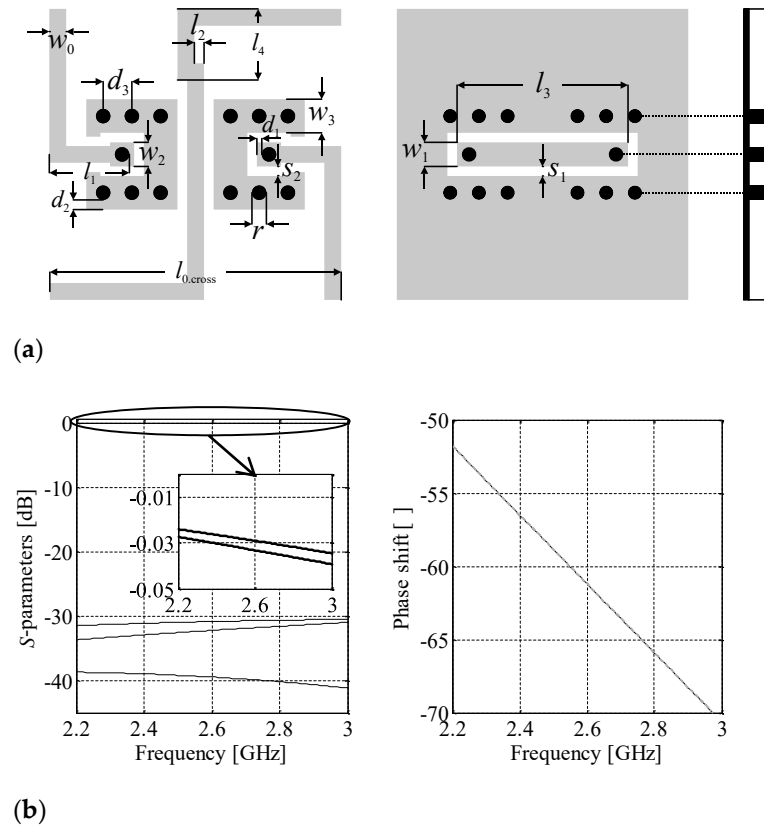 w0
l2
l4
d3
w3
d1
w2
l1
s2
d2
r
l0.cross
l3
w1
s1
(a)
0
-10
-20
-30
-40
S-parameters [dB]
2.2
2.4
2.6
2.8
3
Frequency [GHz]
-0.01
-0.03
-0.05
2.2
2.6
3
-50
-55
-60
-65
-70
Phase shift [ ]
2.2
2.4
2.6
2.8
3
Frequency [GHz]
(b)